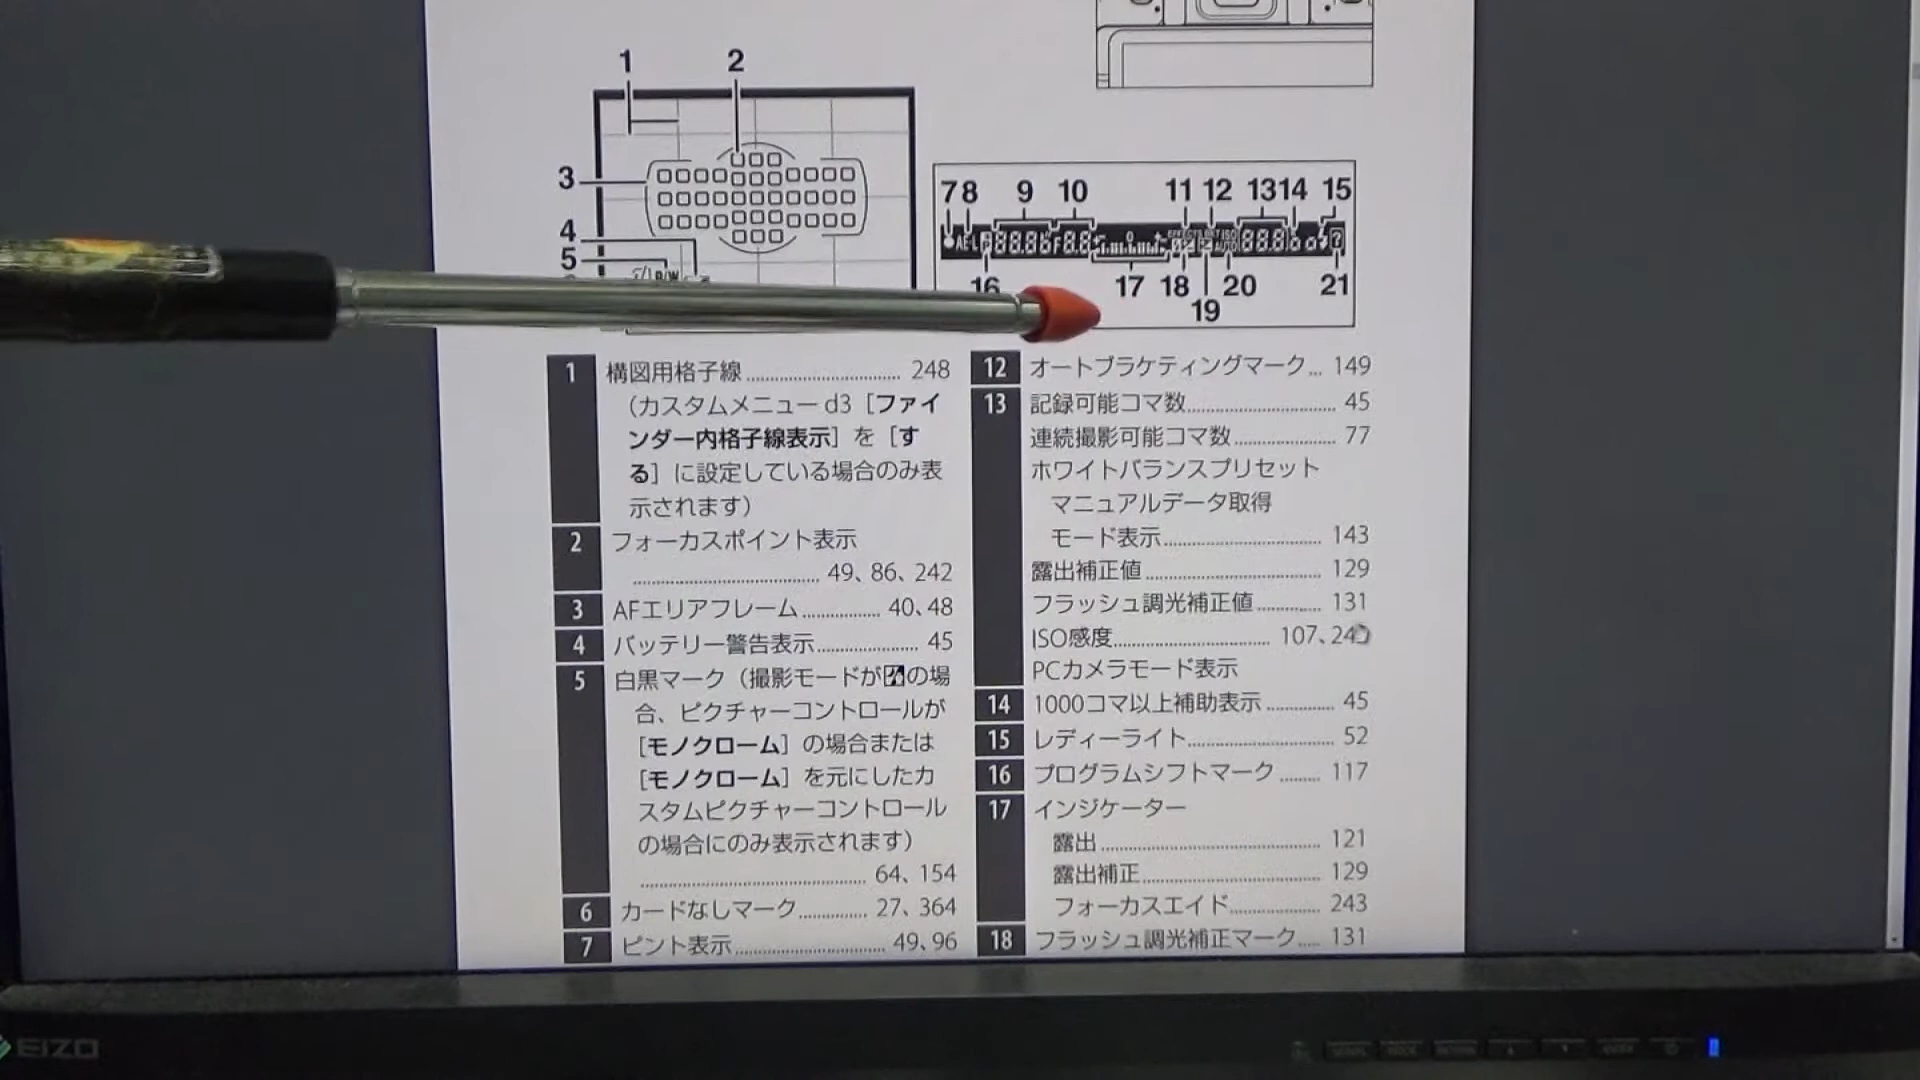 1 2
3
4
5
7 8 9 10 11 12 13 14 15
16 17 18 19 20 21
1 構図用格子線 248
(カスタムメニュー d3[ファイ
ンダー内格子線表示]を[す
る]に設定している場合のみ表
示されます)
2 フォーカスポイント表示
49、86、242
3 AFエリアフレーム 40、48
4 バッテリー警告表示 45
5 白黒マーク(撮影モードがの場
合、ピクチャーコントロールが
[モノクローム]の場合または
[モノクローム]を元にしたカ
スタムピクチャーコントロール
の場合にのみ表示されます)
64、154
6 カードなしマーク 27、364
7 ピント表示 49、96
12 オートブラケティングマーク 149
13 記録可能コマ数 45
連続撮影可能コマ数 77
ホワイトバランスプリセット
マニュアルデータ取得
モード表示 143
露出補正値 129
フラッシュ調光補正値 131
ISO感度 107、
PCカメラモード表示
14 1000コマ以上補助表示 45
15 レディーライト 52
16 プログラムシフトマーク 117
17 インジケーター
露出 121
露出補正 129
フォーカスエイド 243
18 フラッシュ調光補正マーク 131
EIZO